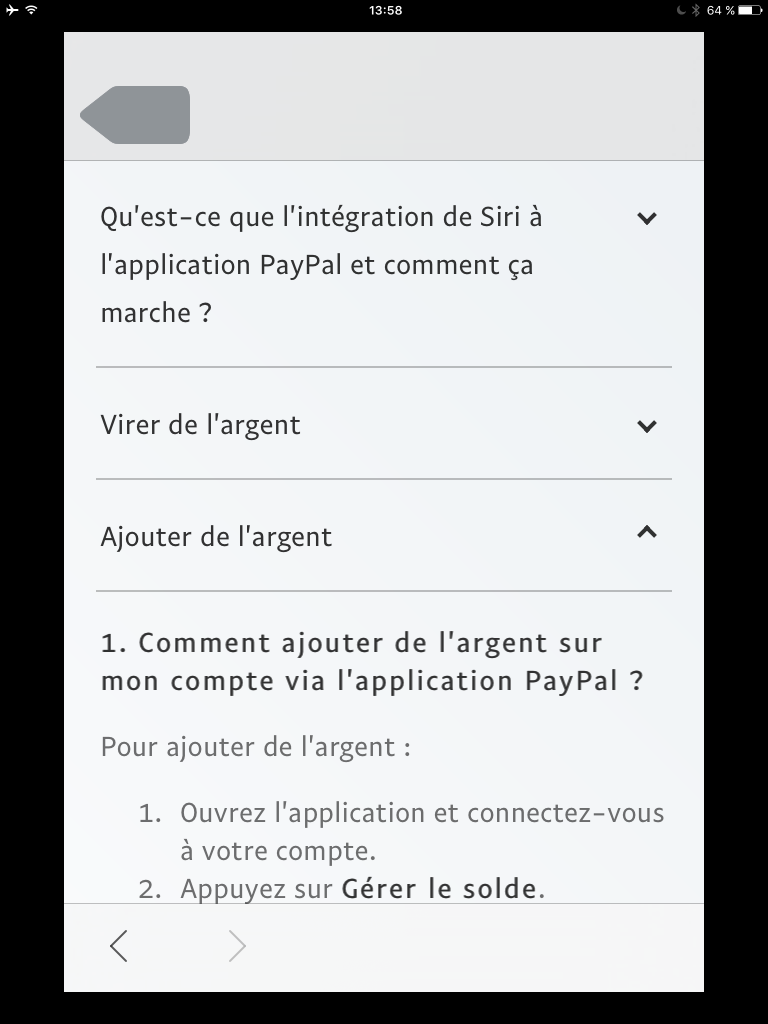 13:58
64 %
Qu'est-ce que l'intégration de Siri à
l'application PayPal et comment ça
marche ?
Virer de l'argent
Ajouter de l'argent
1. Comment ajouter de l'argent sur
mon compte via l'application PayPal ?
Pour ajouter de l'argent :
1. Ouvrez l'application et connectez-vous
à votre compte.
2. Appuyez sur Gérer le solde.